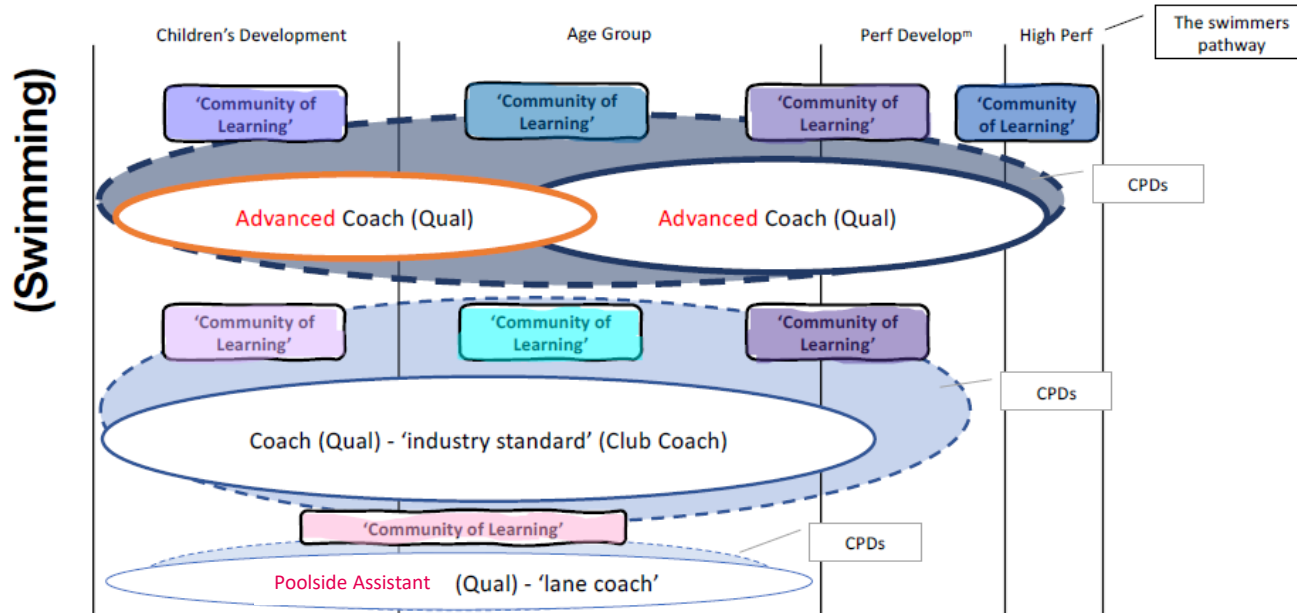 The swimmers
pathway
Children’s Development
Age Group
Perf Developᵐ
High Perf
(Swimming)
‘Community of
Learning’
‘Community of
Learning’
‘Community of
Learning’
‘Community
of Learning’
CPDs
Advanced Coach (Qual)
Advanced Coach (Qual)
‘Community of
Learning’
‘Community of
Learning’
‘Community of
Learning’
CPDs
Coach (Qual) - ‘industry standard’ (Club Coach)
‘Community of Learning’
CPDs
Poolside Assistant (Qual) - ‘lane coach’